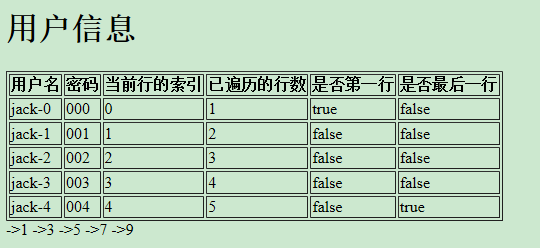 用户信息
用户名 密码 当前行的索引 已遍历的行数 是否第一行 是否最后一行
jack-0 000 0 1 true false
jack-1 001 1 2 false false
jack-2 002 2 3 false false
jack-3 003 3 4 false false
jack-4 004 4 5 false true
->1 ->3 ->5 ->7 ->9